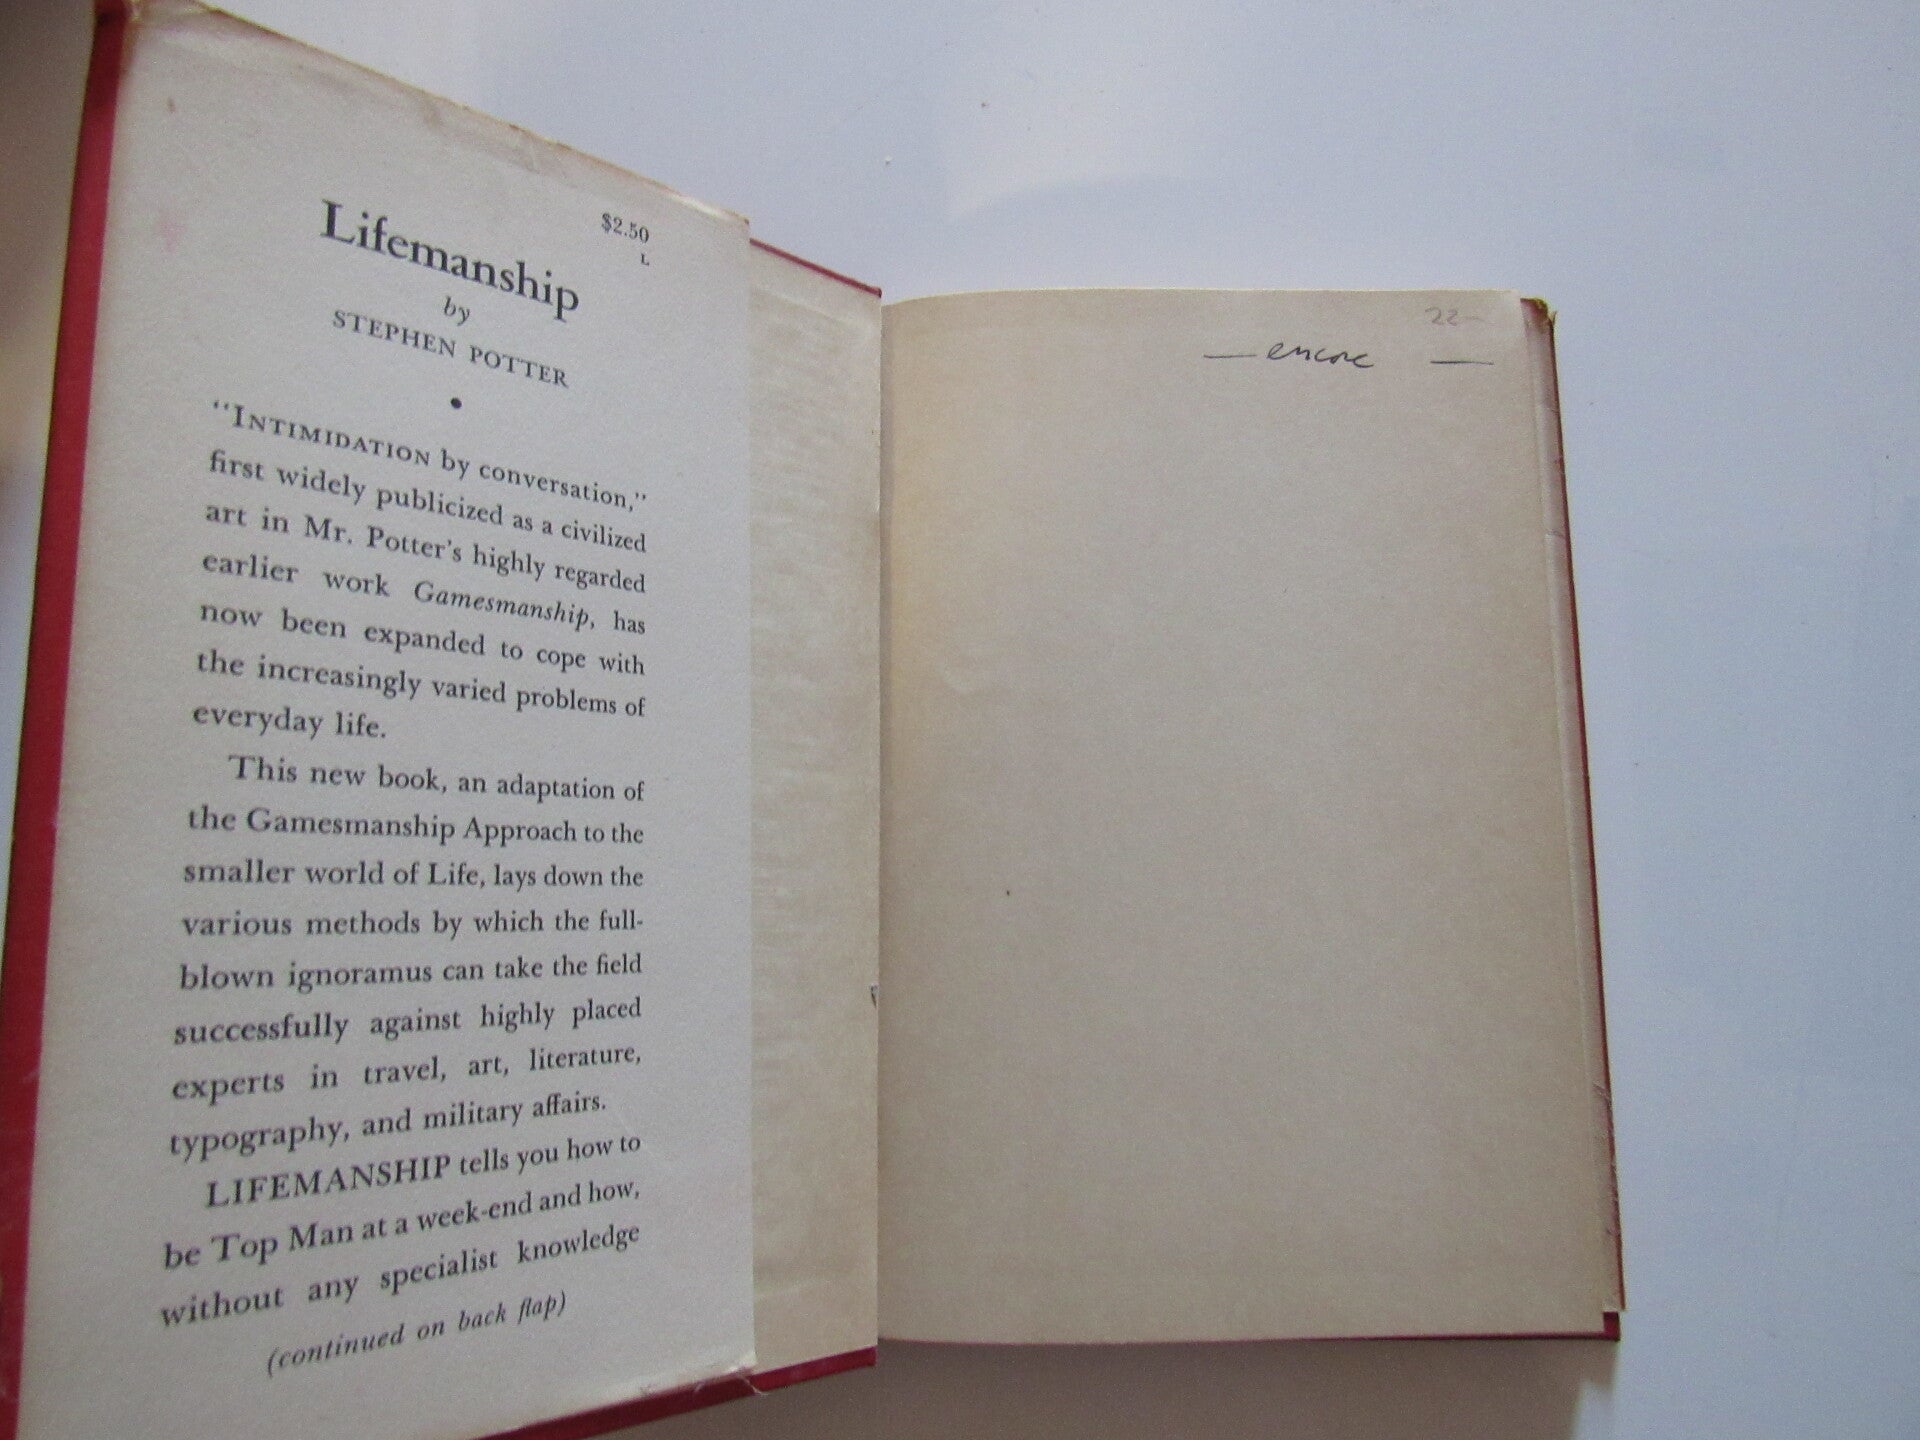 $2.50
L
Lifemanship
by
STEPHEN POTTER
•
"INTIMIDATION by conversation,"
first widely publicized as a civilized
art in Mr. Potter's highly regarded
earlier work Gamesmanship, has
now been expanded to cope with
the increasingly varied problems of
everyday life.
This new book, an adaptation of
the Gamesmanship Approach to the
smaller world of Life, lays down the
various methods by which the full-
blown ignoramus can take the field
successfully against highly placed
experts in travel, art, literature,
typography, and military affairs.
LIFEMANSHIP tells you how to
be Top Man at a week-end and how,
without any specialist knowledge
(continued on back flap)
22—
— encore —